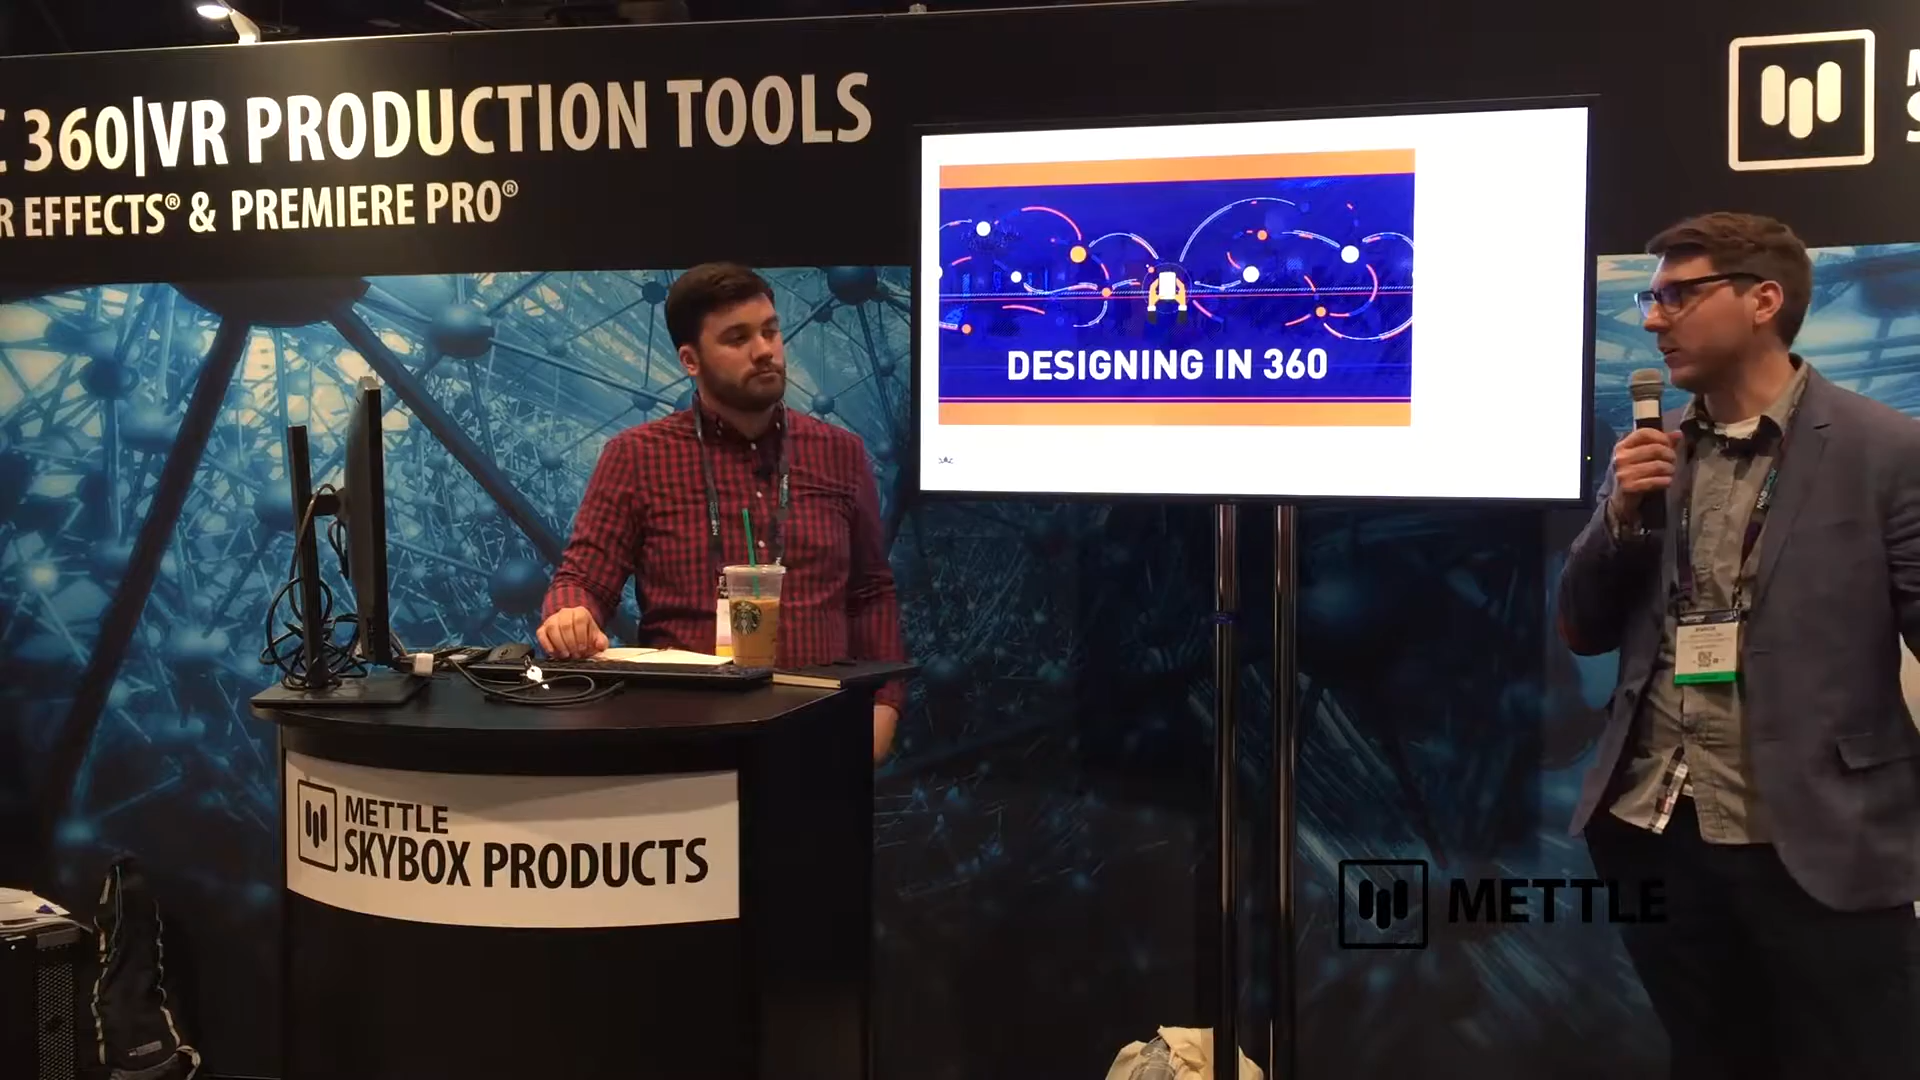 C 360|VR PRODUCTION TOOLS
R EFFECTS® & PREMIERE PRO®
DESIGNING IN 360
METTLE
SKYBOX PRODUCTS
METTLE